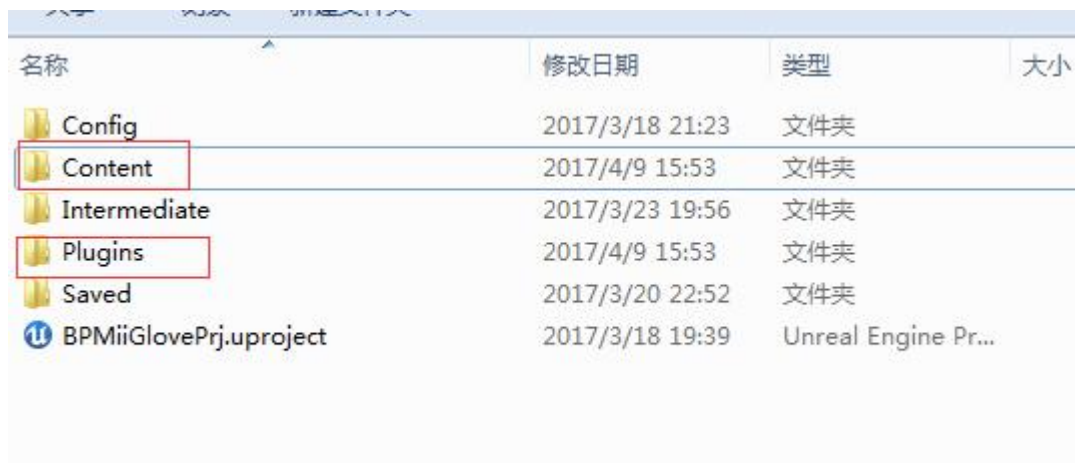 名称 修改日期 类型 大小
Config 2017/3/18 21:23 文件夹
Content 2017/4/9 15:53 文件夹
Intermediate 2017/3/23 19:56 文件夹
Plugins 2017/4/9 15:53 文件夹
Saved 2017/3/20 22:52 文件夹
BPMiiGlovePrj.uproject 2017/3/18 19:39 Unreal Engine Pr...